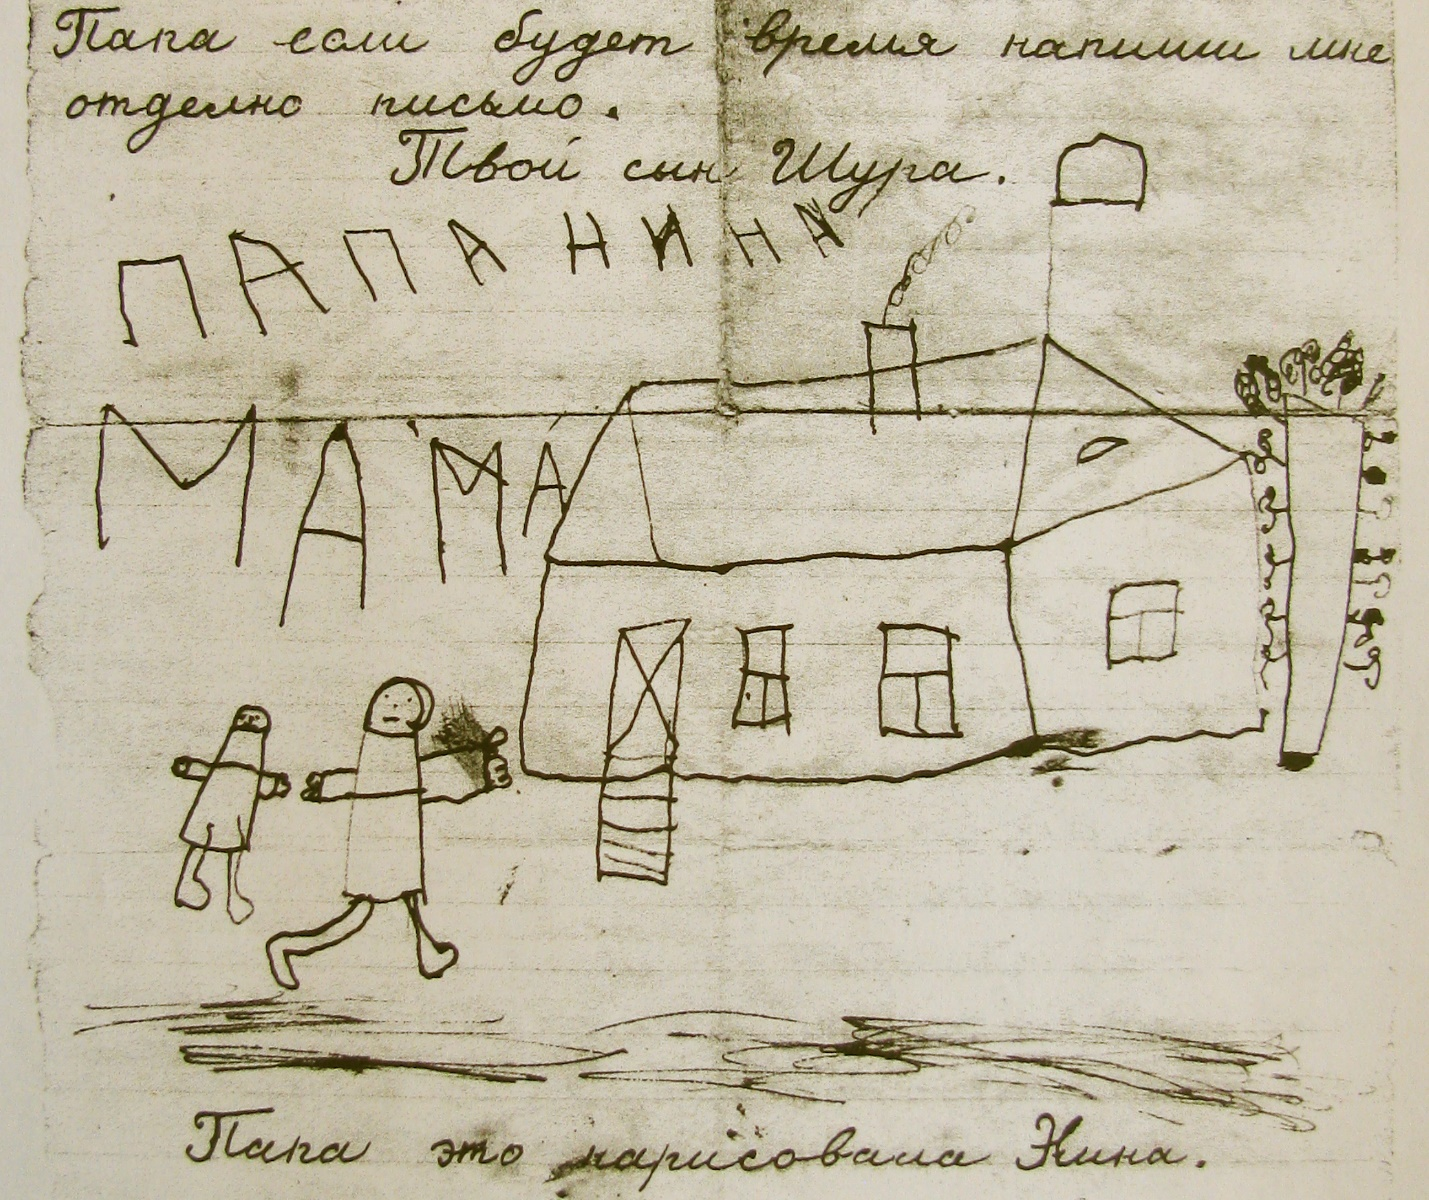 Папа если будет время напиши мне
отделно письмо.
Твой сын Шура.
ПАПА НИНА
МАМА
Папа это нарисовала Нина.